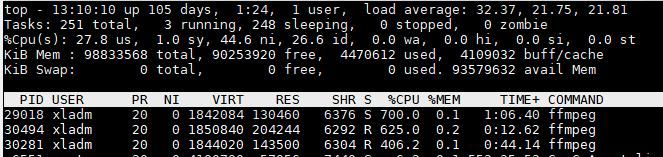 top - 13:10:10 up 105 days, 1:24, 1 user, load average: 32.37, 21.75, 21.81
Tasks: 251 total, 3 running, 248 sleeping, 0 stopped, 0 zombie
%Cpu(s): 27.8 us, 1.0 sy, 44.6 ni, 26.6 id, 0.0 wa, 0.0 hi, 0.0 si, 0.0 st
KiB Mem : 98833568 total, 90253920 free, 4470612 used, 4109032 buff/cache
KiB Swap: 0 total, 0 free, 0 used. 93579632 avail Mem
PID USER PR NI VIRT RES SHR S %CPU %MEM TIME+ COMMAND
29018 xladm 20 0 1842084 130460 6376 S 700.0 0.1 1:06.40 ffmpeg
30494 xladm 20 0 1850840 204244 6292 R 625.0 0.2 0:12.62 ffmpeg
30281 xladm 20 0 1844020 143500 6304 R 406.2 0.1 0:44.14 ffmpeg